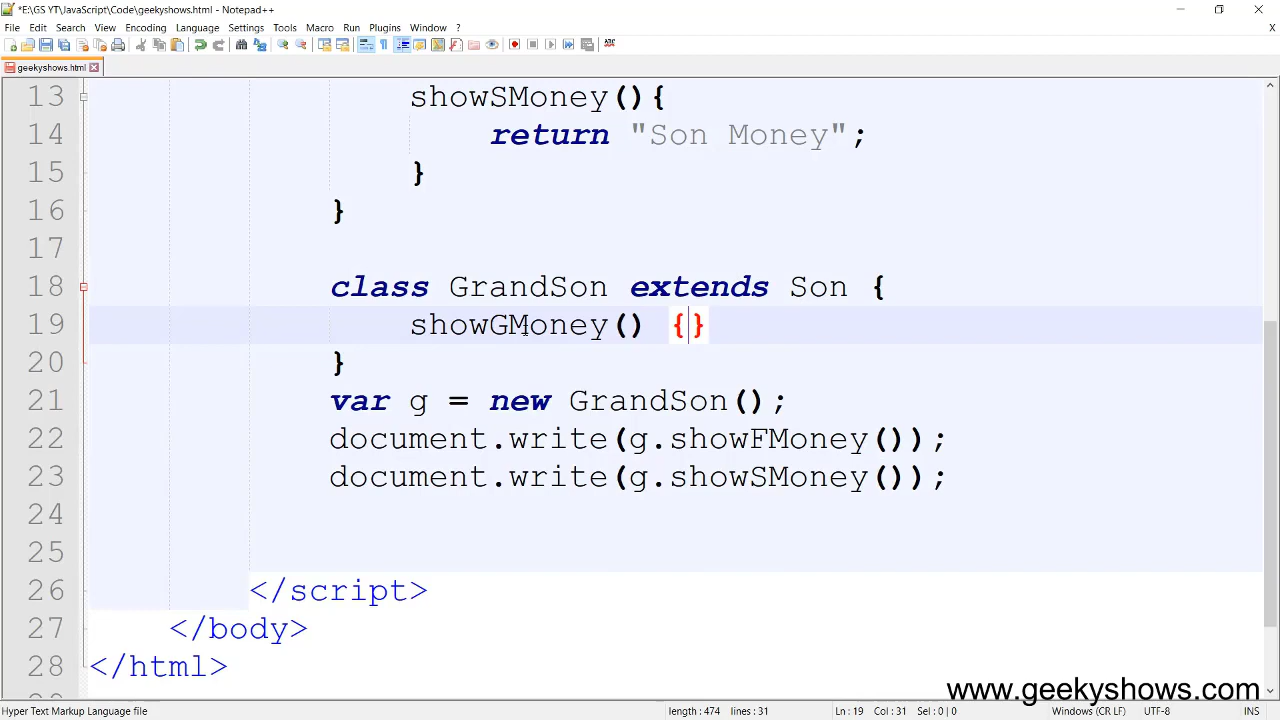 *E:\GS YT\JavaScript\Code\geekyshows.html - Notepad++
File Edit Search View Encoding Language Settings Tools Macro Run Plugins Window ? X
geekyshows.html
13 showSMoney(){
14 return "Son Money";
15 }
16 }
17
18 class GrandSon extends Son {
19 showGMoney() {}
20 }
21 var g = new GrandSon();
22 document.write(g.showFMoney());
23 document.write(g.showSMoney());
24
25
26 </script>
27 </body>
28 </html>
www.geekyshows.com
Hyper Text Markup Language file length : 474 lines : 31 Ln : 19 Col : 31 Sel : 0 | 0 Windows (CR LF) UTF-8 INS